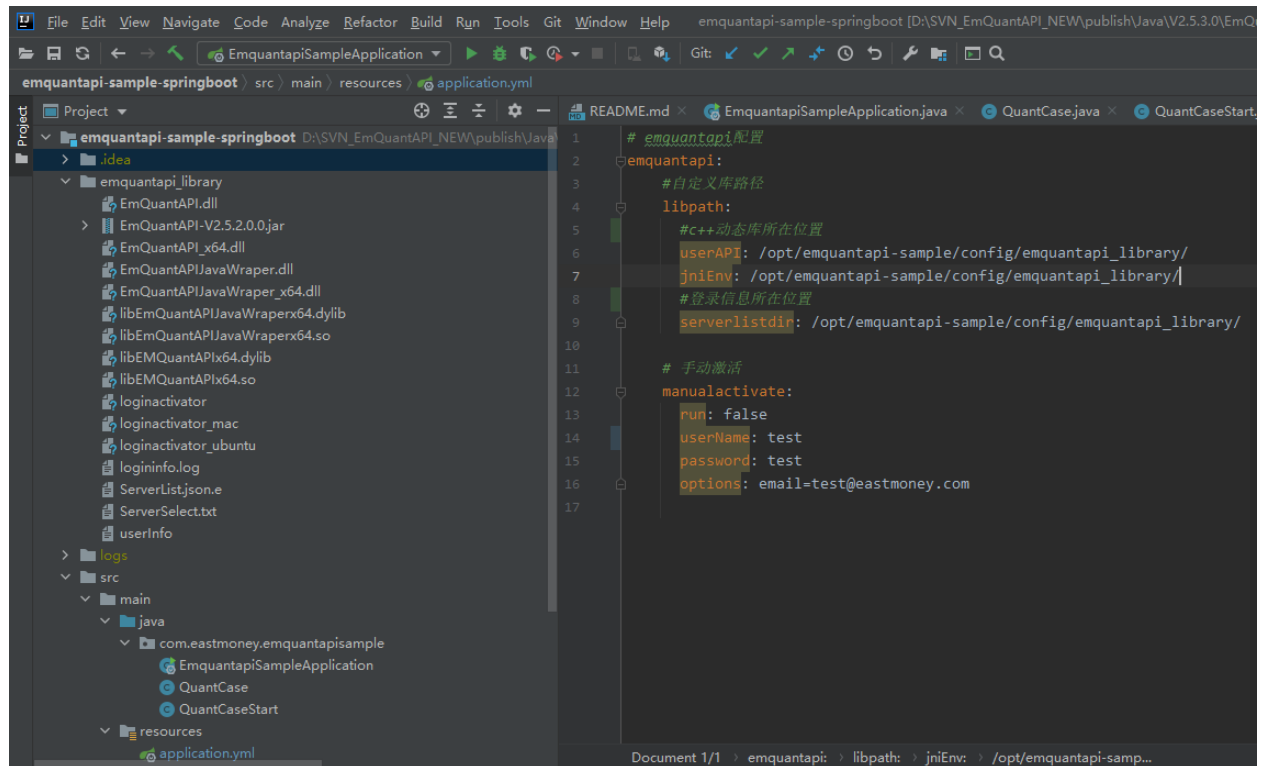 File Edit View Navigate Code Analyze Refactor Build Run Tools Git Window Help emquantapi-sample-springboot [D:\SVN_EmQuantAPI_NEW\publish\Java\V2.5.3.0\EmQ
EmquantapiSampleApplication Git:
emquantapi-sample-springboot src main resources application.yml
Project
Project
README.md EmquantapiSampleApplication.java QuantCase.java QuantCaseStart.
emquantapi-sample-springboot D:\SVN_EmQuantAPI_NEW\publish\Java\
.idea
emquantapi_library
EmQuantAPI.dll
EmQuantAPI-V2.5.2.0.0.jar
EmQuantAPI_x64.dll
EmQuantAPIJavaWraper.dll
EmQuantAPIJavaWraper_x64.dll
libEmQuantAPIJavaWraperx64.dylib
libEmQuantAPIJavaWraperx64.so
libEMQuantAPIx64.dylib
libEMQuantAPIx64.so
loginactivator
loginactivator_mac
loginactivator_ubuntu
logininfo.log
ServerList.json.e
ServerSelect.txt
userInfo
logs
src
main
java
com.eastmoney.emquantapisample
EmquantapiSampleApplication
QuantCase
QuantCaseStart
resources
application.yml
1 # emquantapi配置
2 emquantapi:
3 #自定义库路径
4 libpath:
5 #c++动态库所在位置
6 userAPI: /opt/emquantapi-sample/config/emquantapi_library/
7 jniEnv: /opt/emquantapi-sample/config/emquantapi_library/
8 #登录信息所在位置
9 serverlistdir: /opt/emquantapi-sample/config/emquantapi_library/
10
11 # 手动激活
12 manualactivate:
13 run: false
14 userName: test
15 password: test
16 options: email=test@eastmoney.com
17
Document 1/1 emquantapi: libpath: jniEnv: /opt/emquantapi-samp...